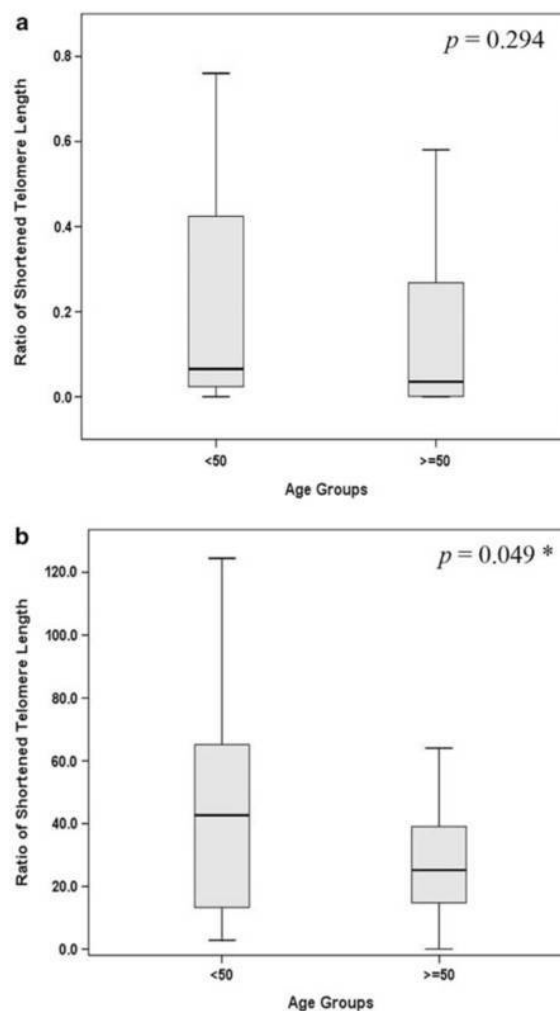 a
p = 0.294
Ratio of Shortened Telomere Length
0.8
0.6
0.4
0.2
0.0
<50
>=50
Age Groups
b
p = 0.049 *
Ratio of Shortened Telomere Length
120.0
100.0
80.0
60.0
40.0
20.0
0.0
<50
>=50
Age Groups